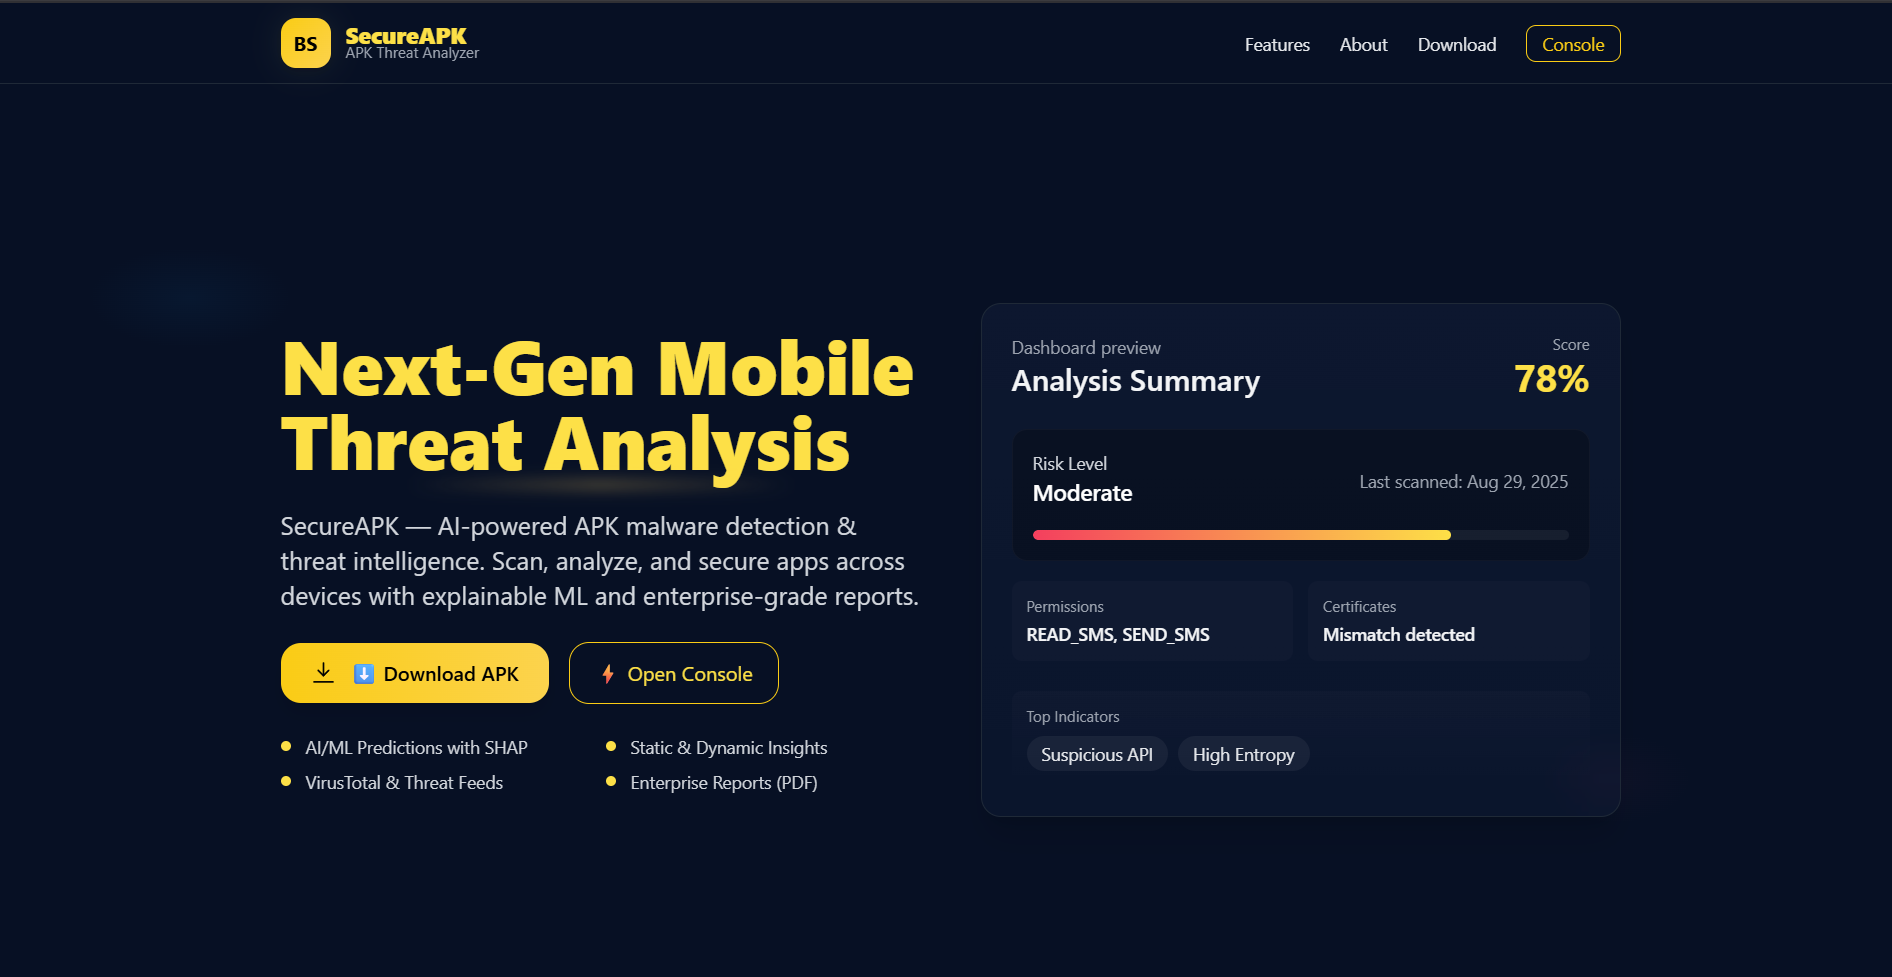 BS
SecureAPK
APK Threat Analyzer
Features
About
Download
Console
Next-Gen Mobile
Threat Analysis
SecureAPK — AI-powered APK malware detection &
threat intelligence. Scan, analyze, and secure apps across
devices with explainable ML and enterprise-grade reports.
⬇️ Download APK
⚡ Open Console
AI/ML Predictions with SHAP
Static & Dynamic Insights
VirusTotal & Threat Feeds
Enterprise Reports (PDF)
Dashboard preview
Analysis Summary
Score
78%
Risk Level
Moderate
Last scanned: Aug 29, 2025
Permissions
READ_SMS, SEND_SMS
Certificates
Mismatch detected
Top Indicators
Suspicious API
High Entropy